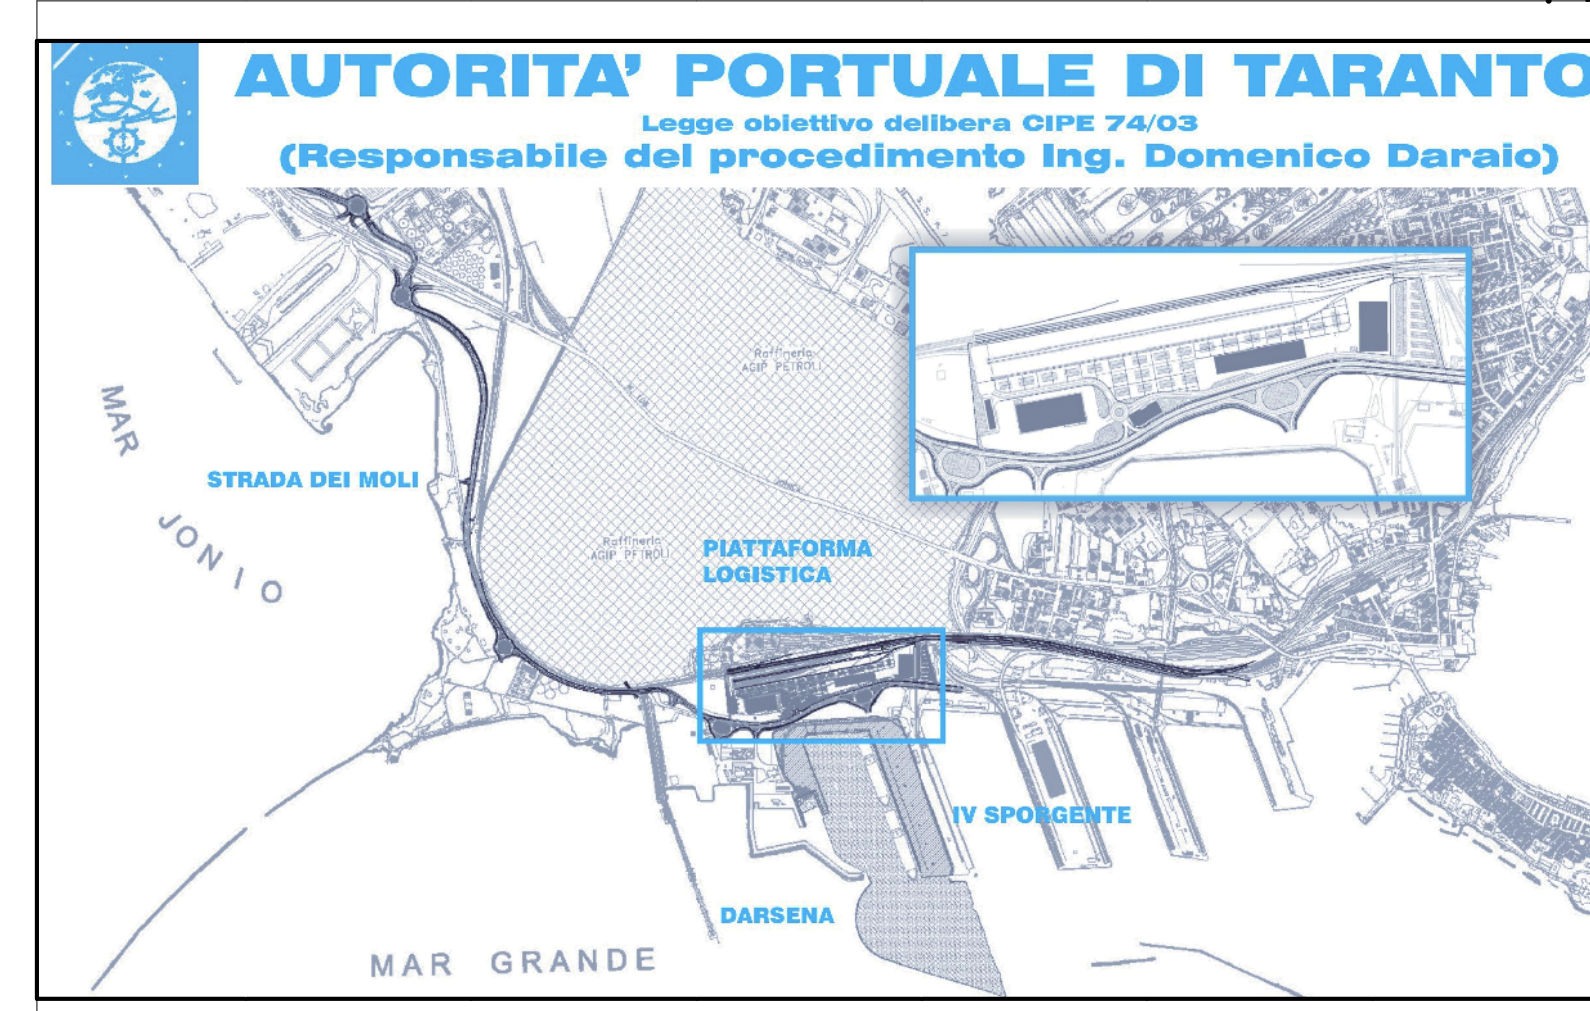 AUTORITA' PORTUALE DI TARANTO
Legge obiettivo delibera CIPE 74/03
(Responsabile del procedimento Ing. Domenico Daraio)
Raffineria
AGIP PETROLI
MAR
JONIO
STRADA DEI MOLI
Raffineria
AGIP PETROLI
PIATTAFORMA
LOGISTICA
IV SPORGENTE
DARSENA
MAR GRANDE